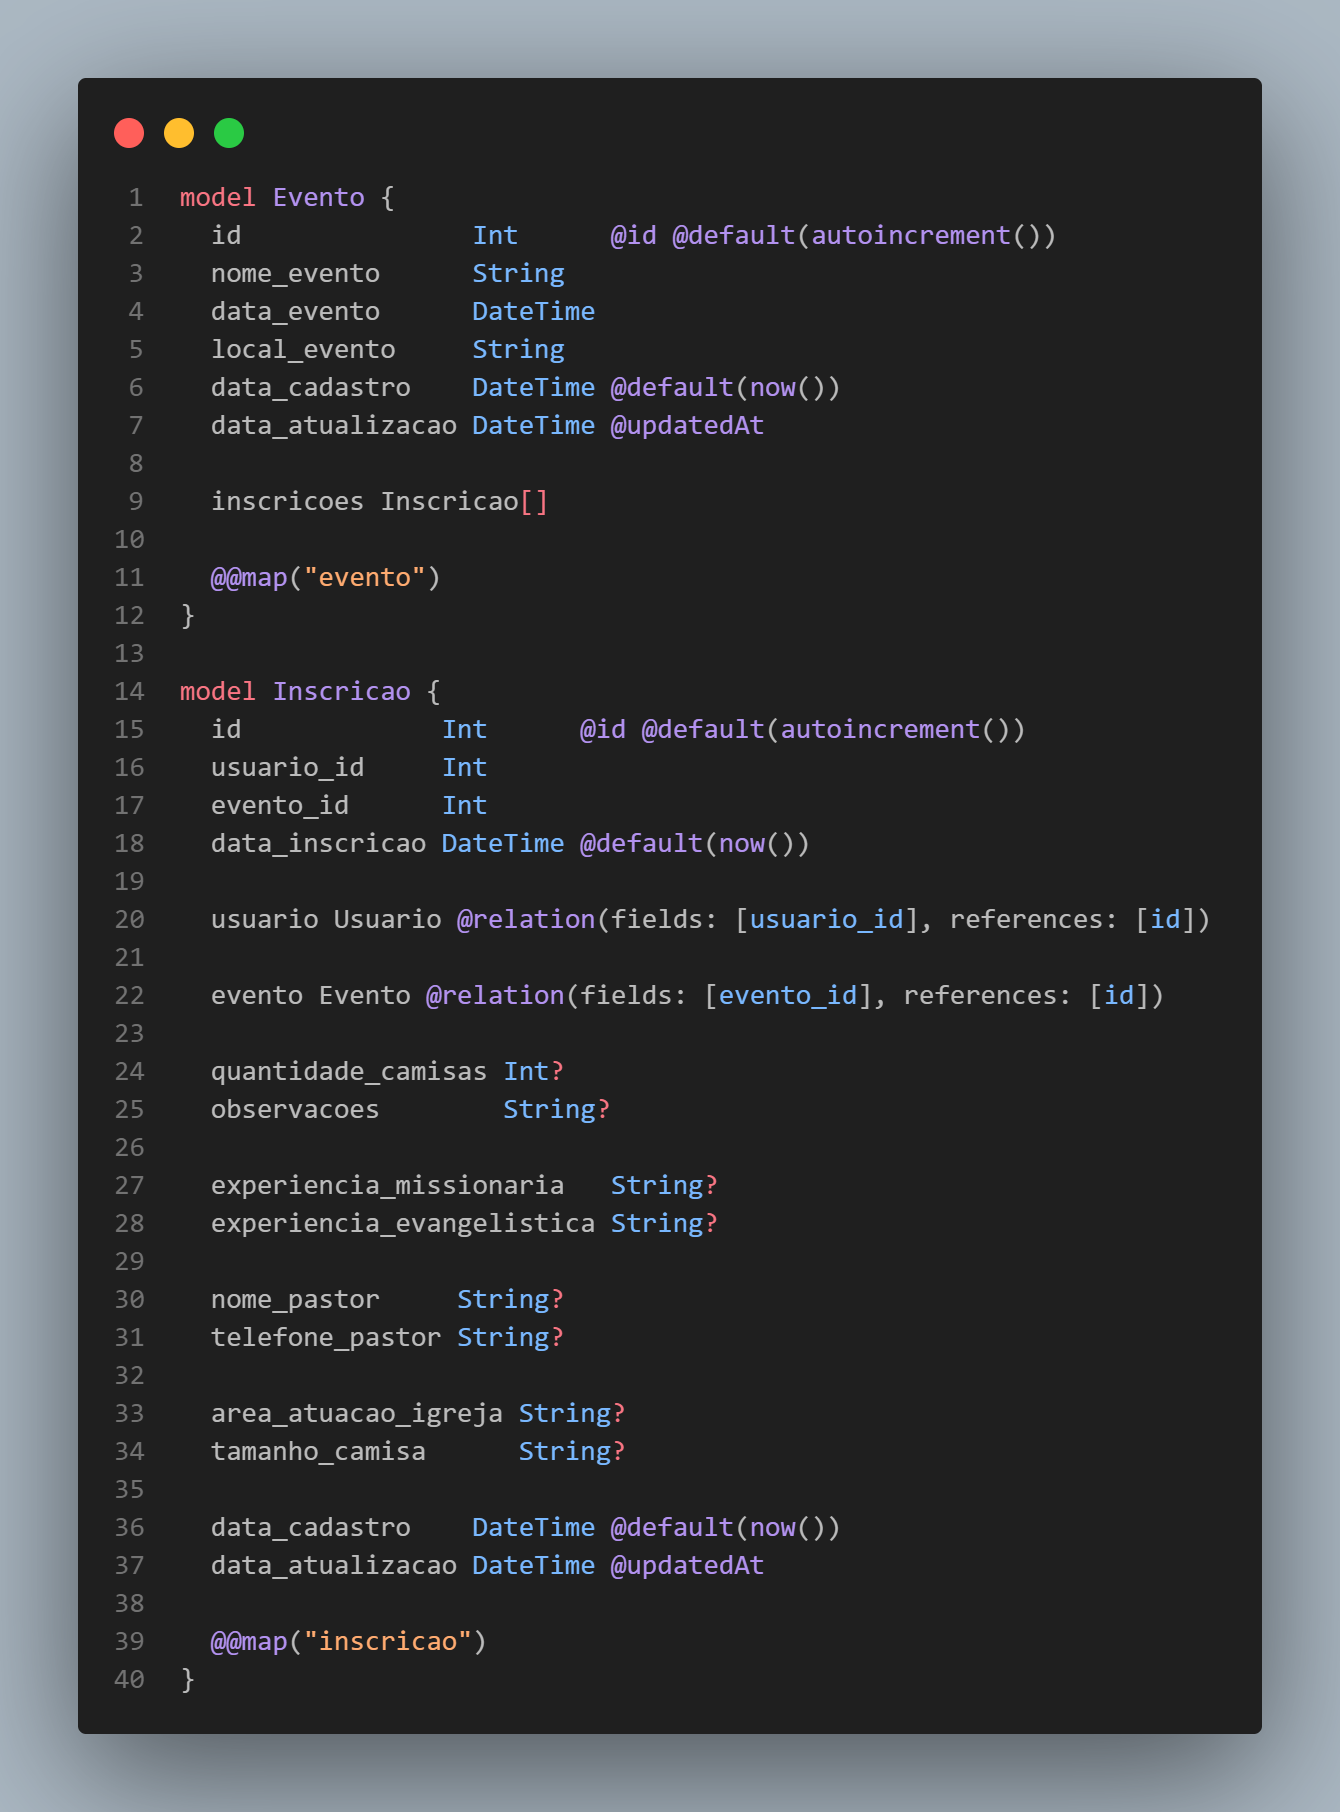 1 model Evento {
2   id               Int      @id @default(autoincrement())
3   nome_evento      String
4   data_evento      DateTime
5   local_evento     String
6   data_cadastro    DateTime @default(now())
7   data_atualizacao DateTime @updatedAt
8
9   inscricoes Inscricao[]
10
11   @@map("evento")
12 }
13
14 model Inscricao {
15   id             Int      @id @default(autoincrement())
16   usuario_id     Int
17   evento_id      Int
18   data_inscricao DateTime @default(now())
19
20   usuario Usuario @relation(fields: [usuario_id], references: [id])
21
22   evento Evento @relation(fields: [evento_id], references: [id])
23
24   quantidade_camisas Int?
25   observacoes        String?
26
27   experiencia_missionaria   String?
28   experiencia_evangelistica String?
29
30   nome_pastor     String?
31   telefone_pastor String?
32
33   area_atuacao_igreja String?
34   tamanho_camisa      String?
35
36   data_cadastro    DateTime @default(now())
37   data_atualizacao DateTime @updatedAt
38
39   @@map("inscricao")
40 }